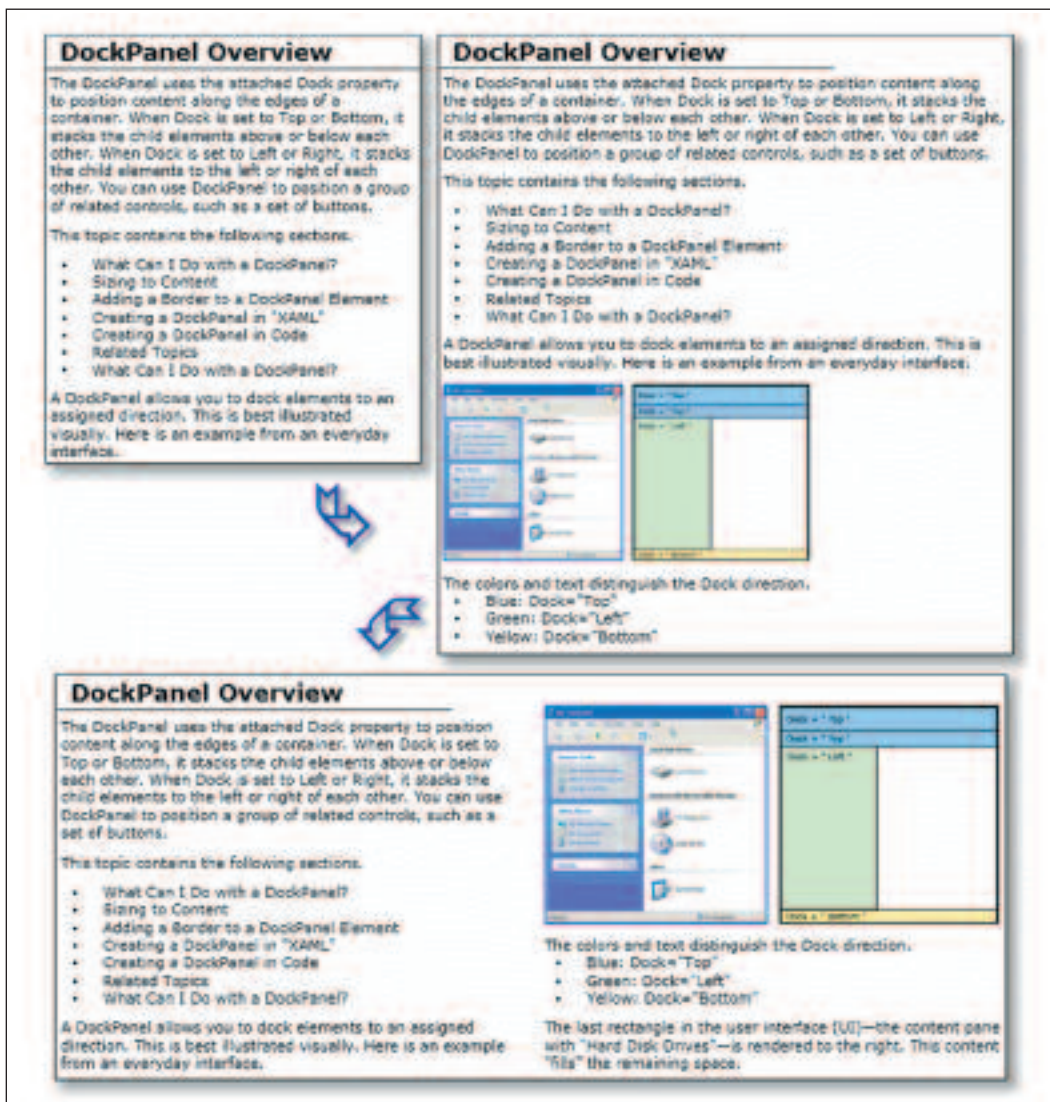 DockPanel Overview
The DockPanel uses the attached Dock property
to position content along the edges of a
container. When Dock is set to Top or Bottom, it
stacks the child elements above or below each
other. When Dock is set to Left or Right, it stacks
the child elements to the left or right of each
other. You can use DockPanel to position a group
of related controls, such as a set of buttons.
This topic contains the following sections.
• What Can I Do with a DockPanel?
• Sizing to Content
• Adding a Border to a DockPanel Element
• Creating a DockPanel in "XAML"
• Creating a DockPanel in Code
• Related Topics
• What Can I Do with a DockPanel?
A DockPanel allows you to dock elements to an
assigned direction. This is best illustrated
visually. Here is an example from an everyday
interface.
DockPanel Overview
The DockPanel uses the attached Dock property to position content along
the edges of a container. When Dock is set to Top or Bottom, it stacks the
child elements above or below each other. When Dock is set to Left or Right,
it stacks the child elements to the left or right of each other. You can use
DockPanel to position a group of related controls, such as a set of buttons.
This topic contains the following sections.
• What Can I Do with a DockPanel?
• Sizing to Content
• Adding a Border to a DockPanel Element
• Creating a DockPanel in "XAML"
• Creating a DockPanel in Code
• Related Topics
• What Can I Do with a DockPanel?
A DockPanel allows you to dock elements to an assigned direction. This is
best illustrated visually. Here is an example from an everyday interface.
Dock = "Top"
Dock = "Top"
Dock = "Left"
Dock = "Bottom"
The colors and text distinguish the Dock direction.
• Blue: Dock="Top"
• Green: Dock="Left"
• Yellow: Dock="Bottom"
DockPanel Overview
The DockPanel uses the attached Dock property to position
content along the edges of a container. When Dock is set to
Top or Bottom, it stacks the child elements above or below
each other. When Dock is set to Left or Right, it stacks the
child elements to the left or right of each other. You can use
DockPanel to position a group of related controls, such as a
set of buttons.
This topic contains the following sections.
• What Can I Do with a DockPanel?
• Sizing to Content
• Adding a Border to a DockPanel Element
• Creating a DockPanel in "XAML"
• Creating a DockPanel in Code
• Related Topics
• What Can I Do with a DockPanel?
A DockPanel allows you to dock elements to an assigned
direction. This is best illustrated visually. Here is an example
from an everyday interface.
Dock = "Top"
Dock = "Top"
Dock = "Left"
Dock = "Bottom"
The colors and text distinguish the Dock direction.
• Blue: Dock="Top"
• Green: Dock="Left"
• Yellow: Dock="Bottom"
The last rectangle in the user interface (UI)—the content pane
with "Hard Disk Drives"—is rendered to the right. This content
"fills" the remaining space.